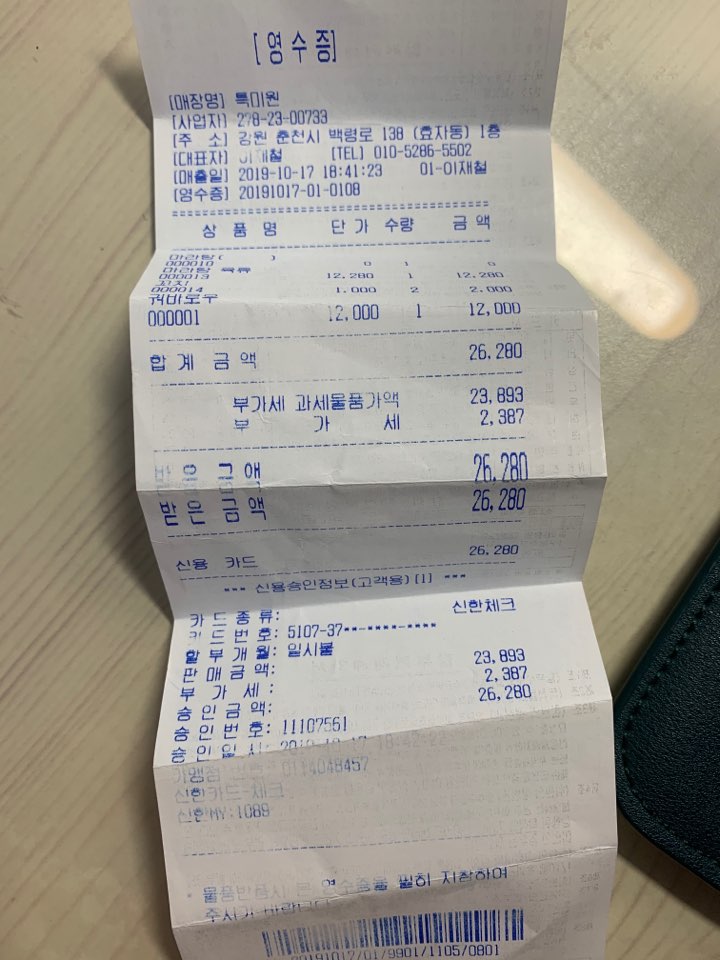 [영수증]
[매장명] 특미원
[사업자] 278-23-00733
[주 소] 강원 춘천시 백령로 138 (효자동) 1층
[대표자] 이재철 [TEL] 010-5286-5502
[매출일] 2019-10-17 18:41:23 01-이재철
[영수증] 20191017-01-0108
상 품 명 단 가 수량 금 액
마라탕( )
000010 0 1 0
마라탕
000013 12,280 1 12,280
꼬치
000014 1,000 2 2,000
꿔바로우
000001 12,000 1 12,000
합 계 금 액 26,280
부가세 과세물품가액 23,893
부 가 세 2,387
받 은 금 액 26,280
받 은 금 액 26,280
신용 카드 26,280
*** 신용승인정보(고객용)[1] ***
카 드 종 류: 신한체크
카 드 번 호: 5107-37**-****-****
할 부 개 월: 일시불
판 매 금 액: 23,893
부 가 세 : 2,387
승 인 금 액: 26,280
승 인 번 호: 11107561
승 인 일 시: 2019-10-17 18:42-22
가맹점 번호: 0114048457
신한카드-체크
신한MY:1089
* 물품반품시 본 영수증을 필히 지참하여
주시기 바랍니다
20191017/01/9901/1105/0801